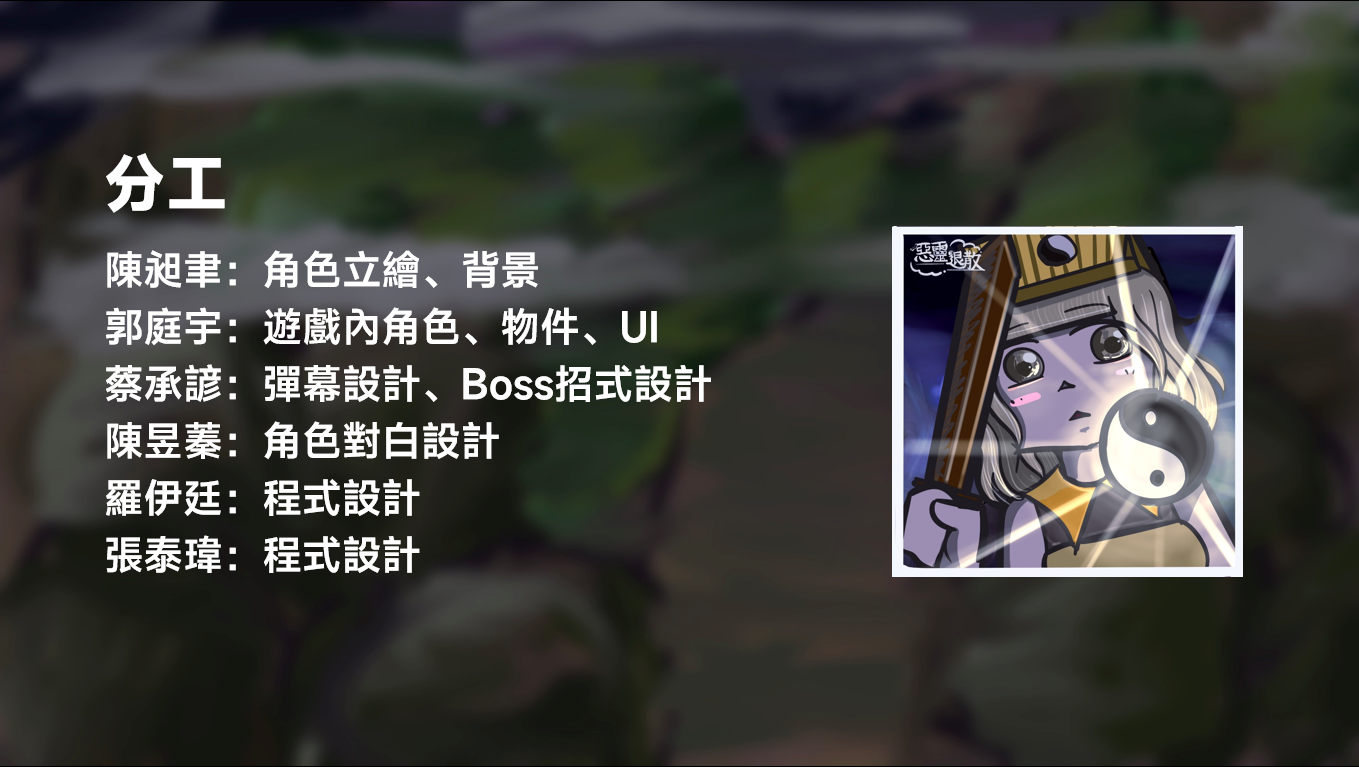 分工
陳昶聿：角色立繪、背景
郭庭宇：遊戲內角色、物件、UI
蔡承諺：彈幕設計、Boss招式設計
陳昱蓁：角色對白設計
羅伊廷：程式設計
張泰瑋：程式設計
惡靈退散